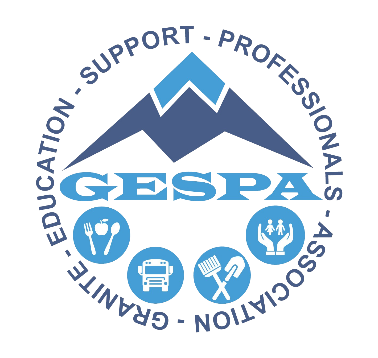 GRANITE - EDUCATION - SUPPORT - PROFESSIONALS - ASSOCIATION -
GESPA